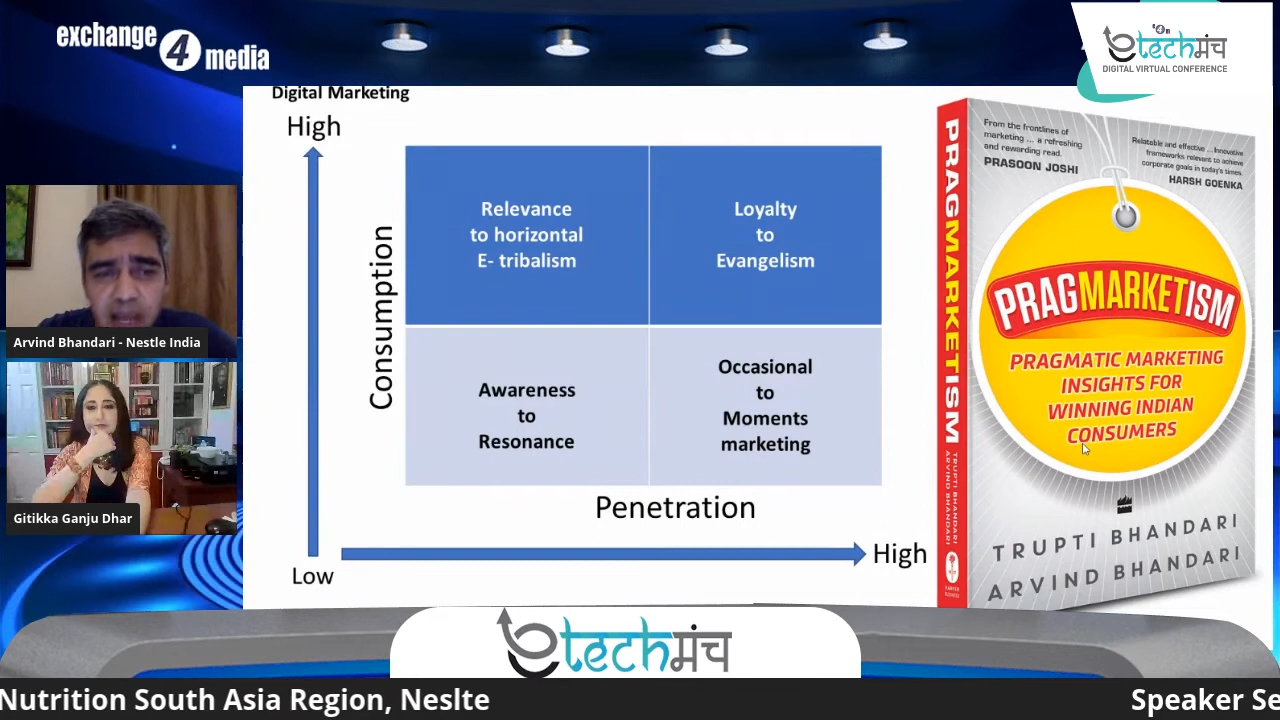 exchange
4
media
techमंच
DIGITAL VIRTUAL CONFERENCE
Digital Marketing
High
Consumption
Relevance
to horizontal
E- tribalism
Loyalty
to
Evangelism
Awareness
to
Resonance
Occasional
to
Moments
marketing
Penetration
High
Low
PRAGMARKETISM
TRUPTI BHANDARI
ARVIND BHANDARI
From the frontlines of
marketing ... a refreshing
and rewarding read.
PRASOON JOSHI
Relatable and effective ...Innovative
frameworks relevant to achieve
corporate goals in today's times.
HARSH GOENKA
PRAGMARKETISM
PRAGMATIC MARKETING
INSIGHTS FOR
WINNING INDIAN
CONSUMERS
TRUPTI BHANDARI
ARVIND BHANDARI
Arvind Bhandari - Nestle India
Gitikka Ganju Dhar
techमंच
Nutrition South Asia Region, Neslte
Speaker Se